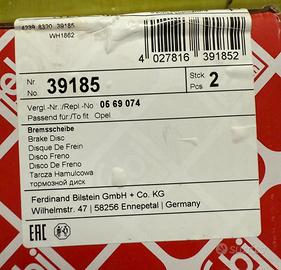 4239 8320 39185
WH1862
4 027816 391852
Nr.
No. 39185
Stck
Pcs 2
Vergl.-Nr./Repl.-No 05 69 074
Passend für:/To fit Opel
Bremsscheibe
Brake Disc
Disque De Frein
Disco Freno
Disco De Freno
Tarcza Hamulcowa
тормозной диск
Ferdinand Bilstein GmbH + Co. KG
Wilhelmstr. 47 | 58256 Ennepetal | Germany
EAC